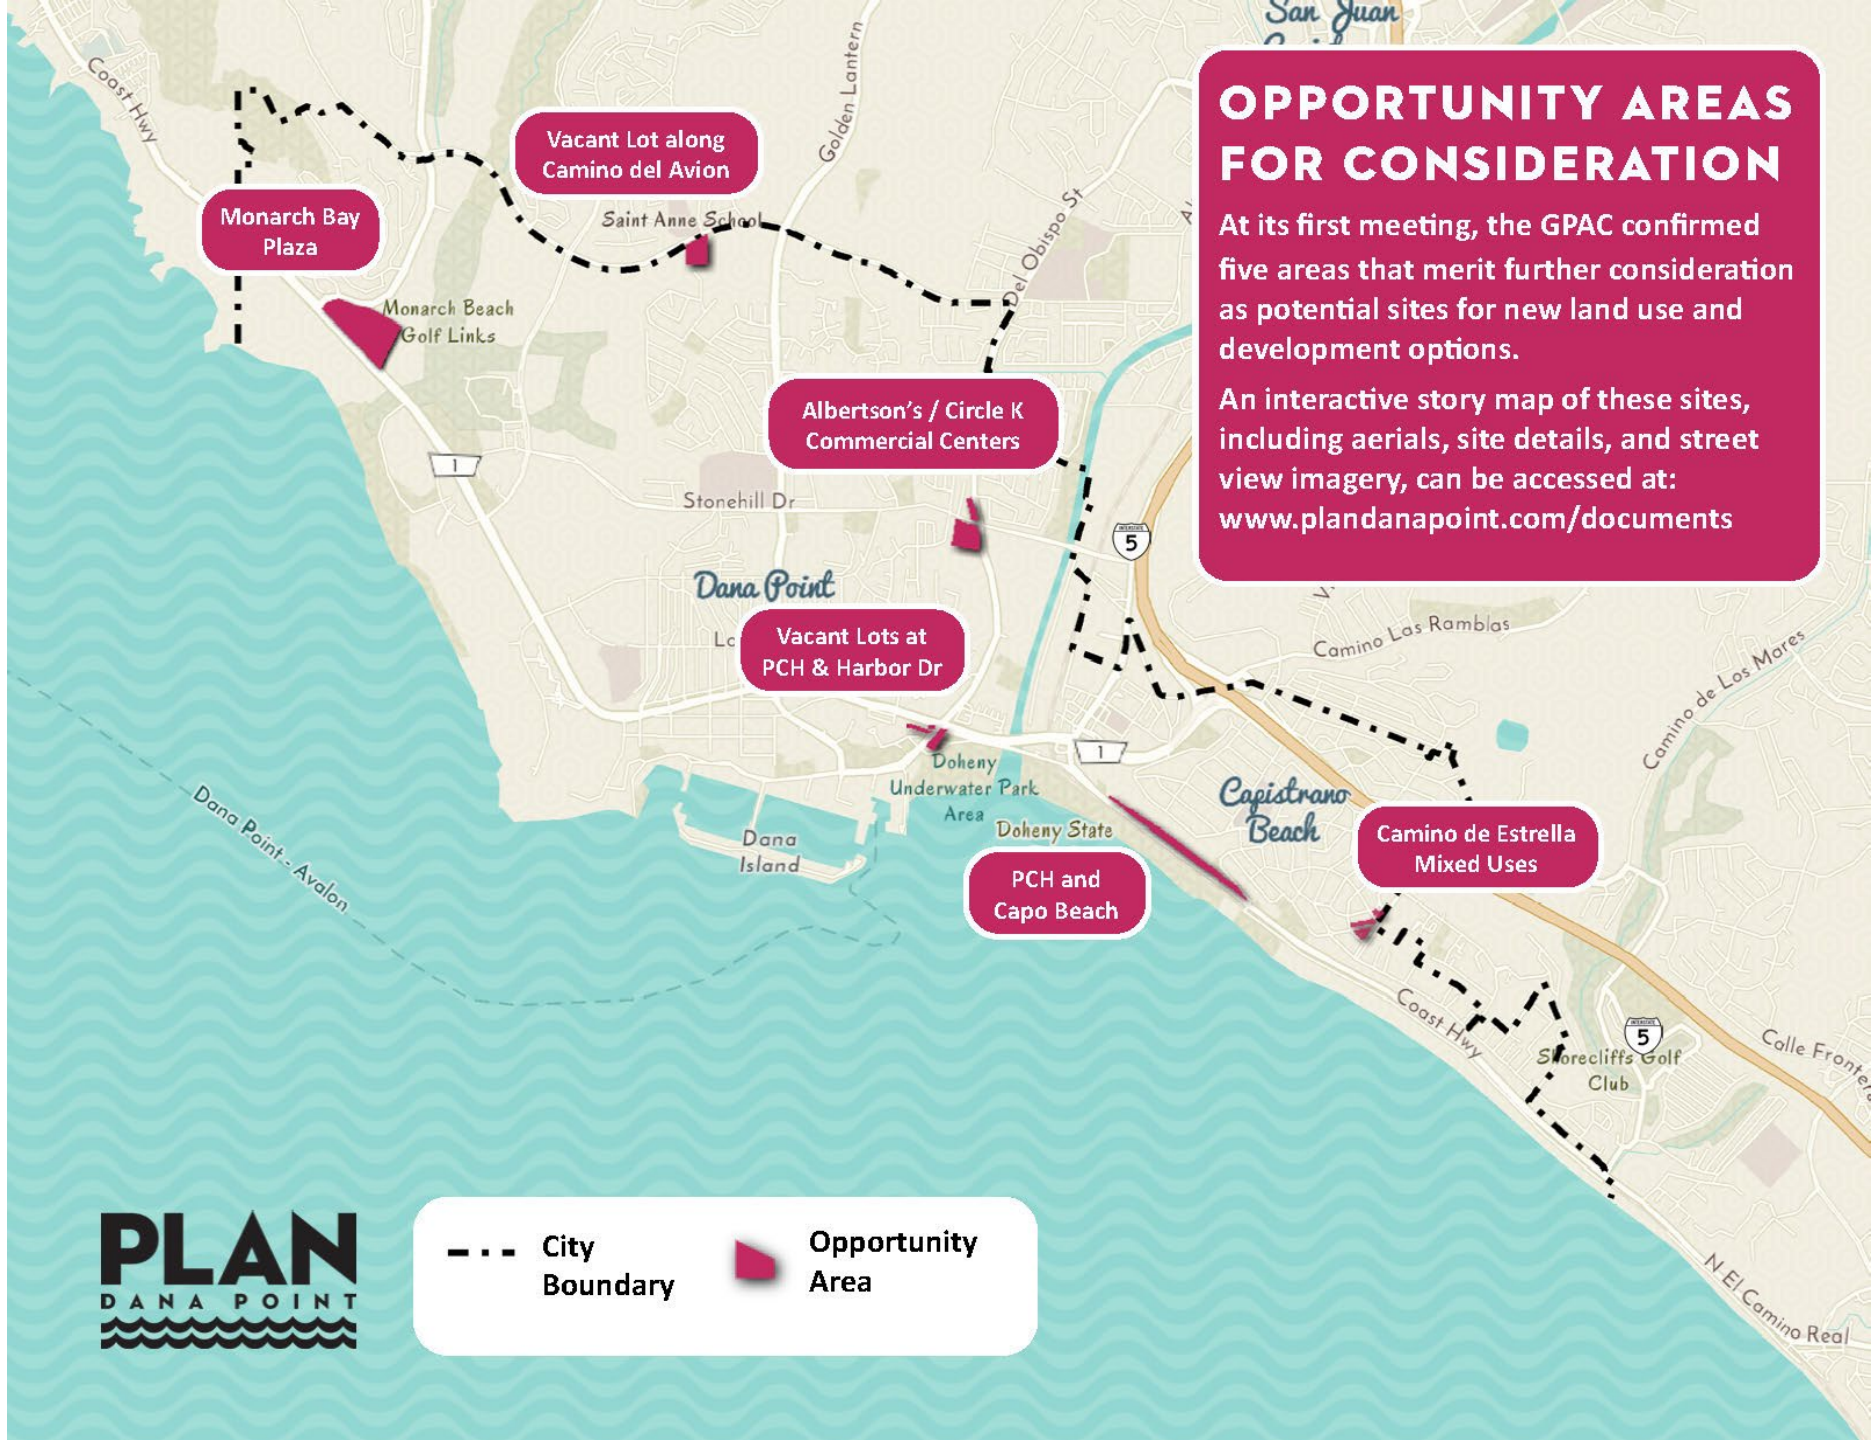 San Juan
OPPORTUNITY AREAS
FOR CONSIDERATION
At its first meeting, the GPAC confirmed
five areas that merit further consideration
as potential sites for new land use and
development options.
An interactive story map of these sites,
including aerials, site details, and street
view imagery, can be accessed at:
www.plandanapoint.com/documents
Coast Hwy
Golden Lantern
Vacant Lot along
Camino del Avion
Saint Anne School
Monarch Bay
Plaza
Del Obispo St
Monarch Beach
Golf Links
Albertson's / Circle K
Commercial Centers
1
Stonehill Dr
5
Dana Point
Vacant Lots at
PCH & Harbor Dr
Camino Las Ramblas
Camino de Los Mares
1
Doheny
Underwater Park
Area
Doheny State
Capistrano
Beach
Dana Point - Avalon
Dana
Island
Camino de Estrella
Mixed Uses
PCH and
Capo Beach
Coast Hwy
INTERSTATE
5
Shorecliffs Golf
Club
Calle Fronte
N El Camino Real
PLAN
DANA POINT
City
Boundary
Opportunity
Area